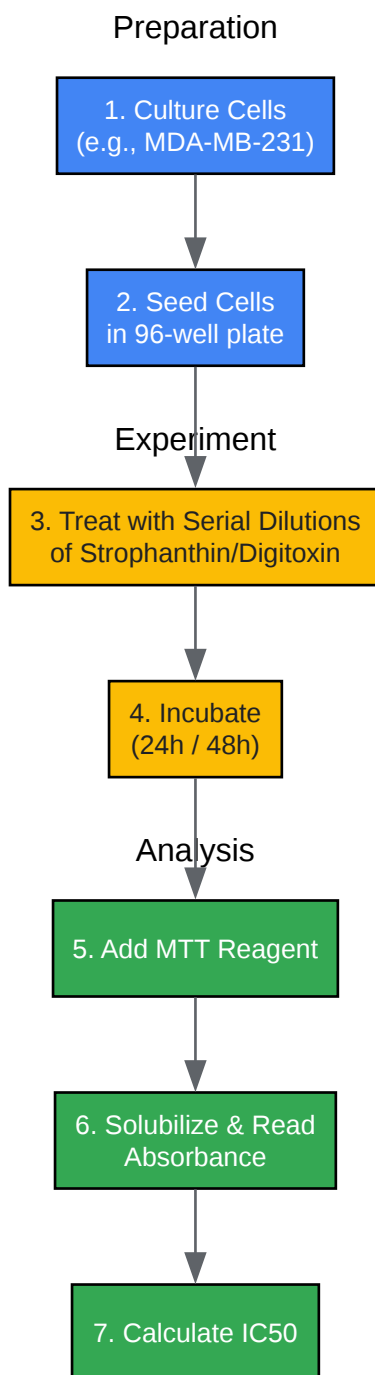 Preparation
1. Culture Cells
(e.g., MDA-MB-231)
2. Seed Cells
in 96-well plate
Experiment
3. Treat with Serial Dilutions
of Strophanthin/Digitoxin
4. Incubate
(24h / 48h)
Analysis
5. Add MTT Reagent
6. Solubilize & Read
Absorbance
7. Calculate IC50